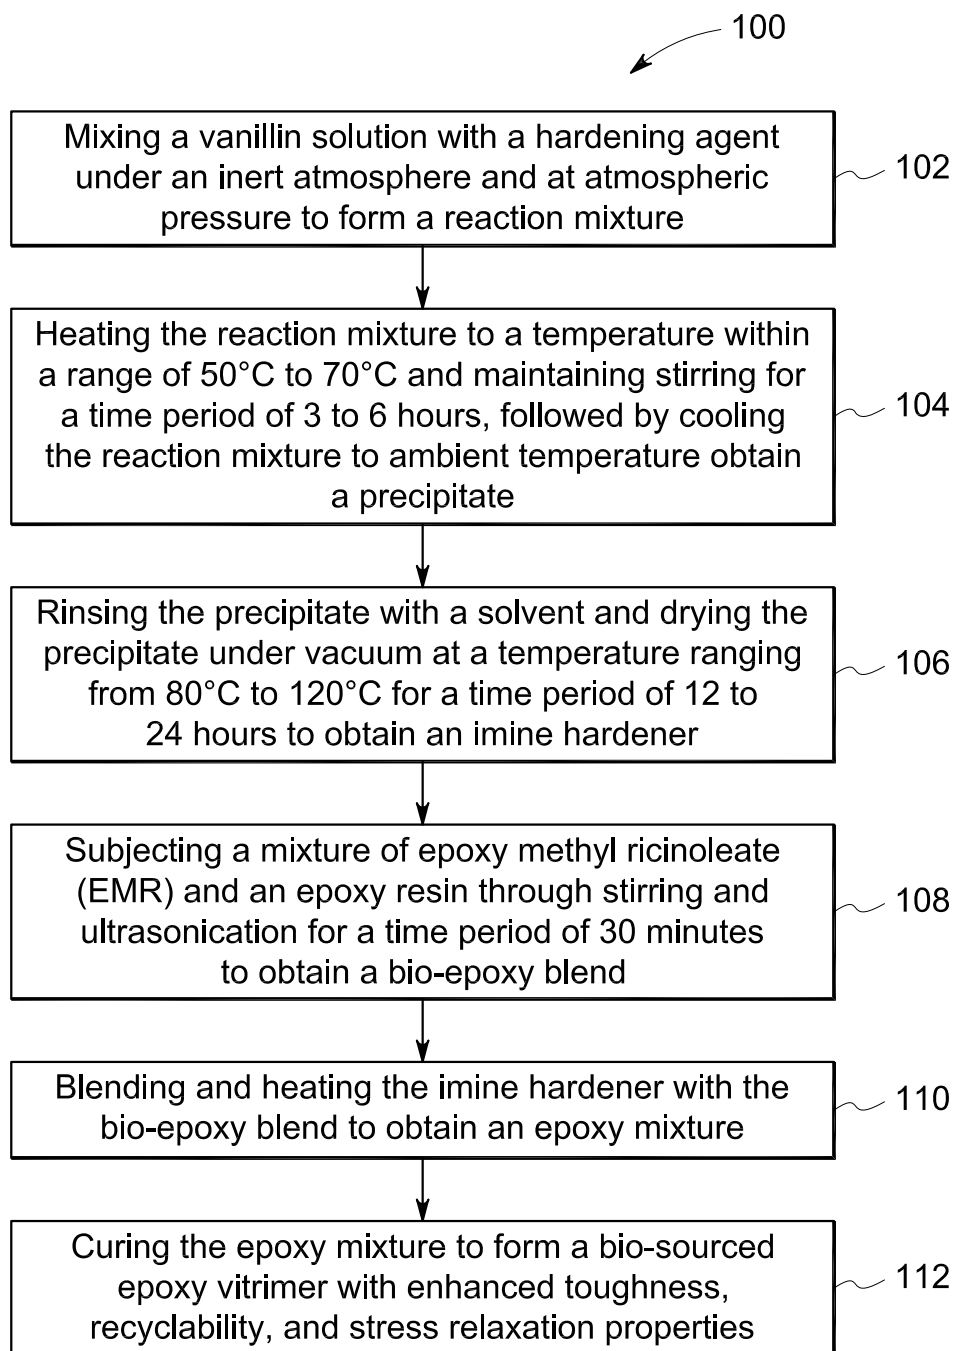 100
Mixing a vanillin solution with a hardening agent
under an inert atmosphere and at atmospheric
pressure to form a reaction mixture
102
Heating the reaction mixture to a temperature within
a range of 50°C to 70°C and maintaining stirring for
a time period of 3 to 6 hours, followed by cooling
the reaction mixture to ambient temperature obtain
a precipitate
104
Rinsing the precipitate with a solvent and drying the
precipitate under vacuum at a temperature ranging
from 80°C to 120°C for a time period of 12 to
24 hours to obtain an imine hardener
106
Subjecting a mixture of epoxy methyl ricinoleate
(EMR) and an epoxy resin through stirring and
ultrasonication for a time period of 30 minutes
to obtain a bio-epoxy blend
108
Blending and heating the imine hardener with the
bio-epoxy blend to obtain an epoxy mixture
110
Curing the epoxy mixture to form a bio-sourced
epoxy vitrimer with enhanced toughness,
recyclability, and stress relaxation properties
112